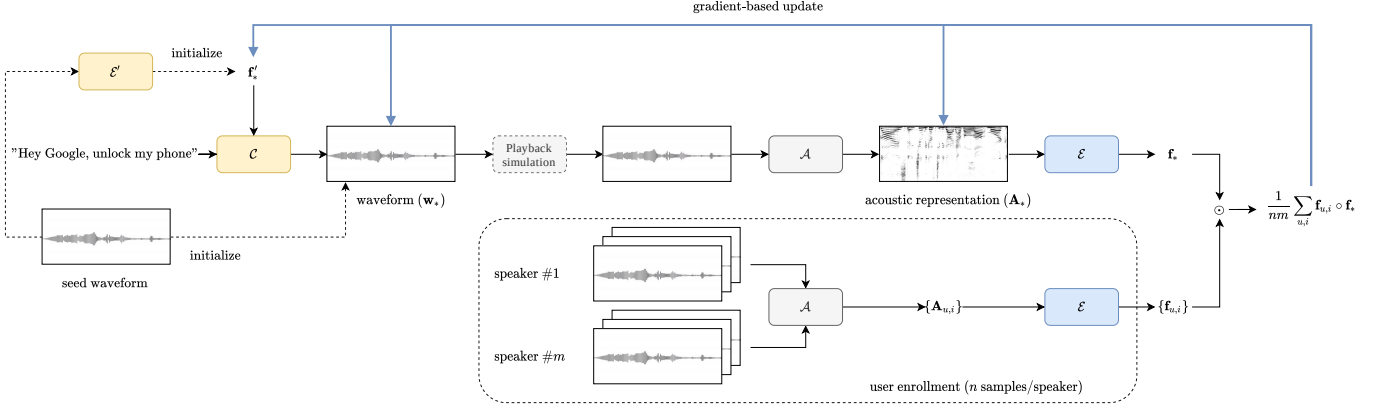 gradient-based update
initialize
ℰ′
f′*
"Hey Google, unlock my phone"
𝒞
Playback
simulation
𝒜
ℰ
f*
waveform (w*)
acoustic representation (A*)
⊙
1/nm ∑u,i fu,i ∘ f*
initialize
seed waveform
speaker #1
𝒜
{Au,i}
ℰ
{fu,i}
speaker #m
user enrollment (n samples/speaker)